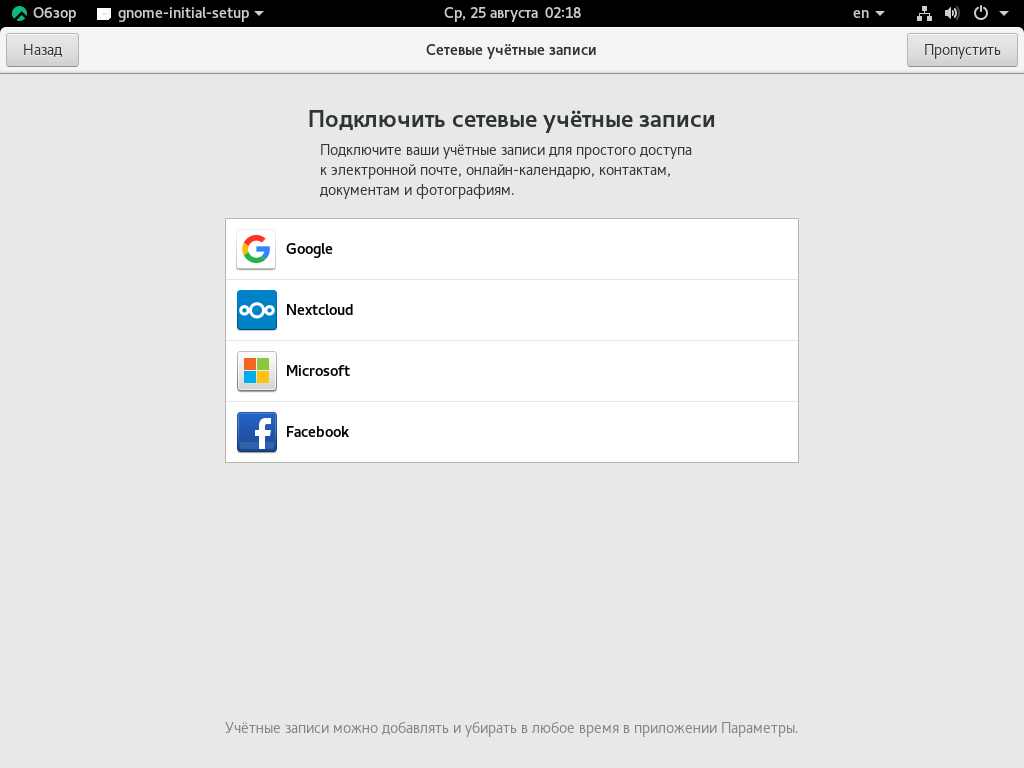 Обзор gnome-initial-setup Ср, 25 августа 02:18 en
Назад Сетевые учётные записи Пропустить
Подключить сетевые учётные записи
Подключите ваши учётные записи для простого доступа
к электронной почте, онлайн-календарю, контактам,
документам и фотографиям.
Google
Nextcloud
Microsoft
Facebook
Учётные записи можно добавлять и убирать в любое время в приложении Параметры.